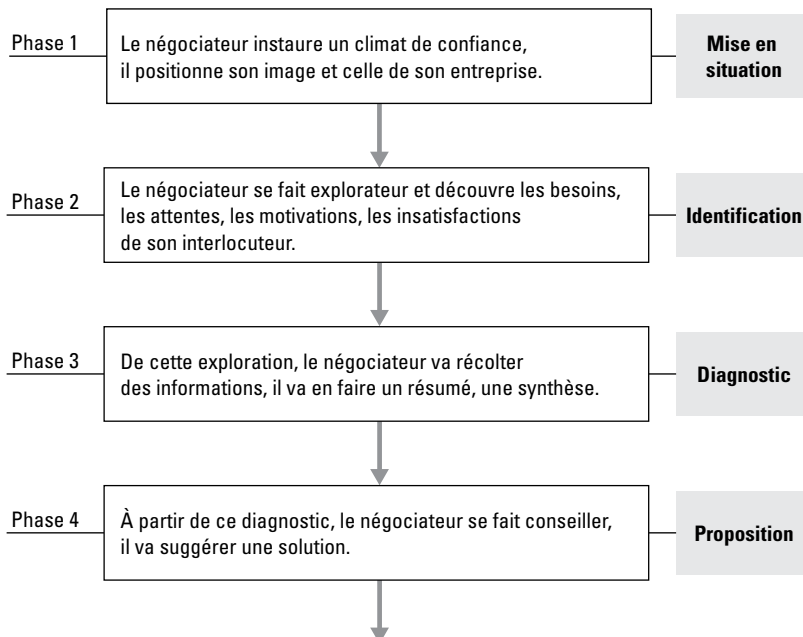 Phase 1
Le négociateur instaure un climat de confiance,
il positionne son image et celle de son entreprise.
Mise en
situation
Phase 2
Le négociateur se fait explorateur et découvre les besoins,
les attentes, les motivations, les insatisfactions
de son interlocuteur.
Identification
Phase 3
De cette exploration, le négociateur va récolter
des informations, il va en faire un résumé, une synthèse.
Diagnostic
Phase 4
À partir de ce diagnostic, le négociateur se fait conseiller,
il va suggérer une solution.
Proposition